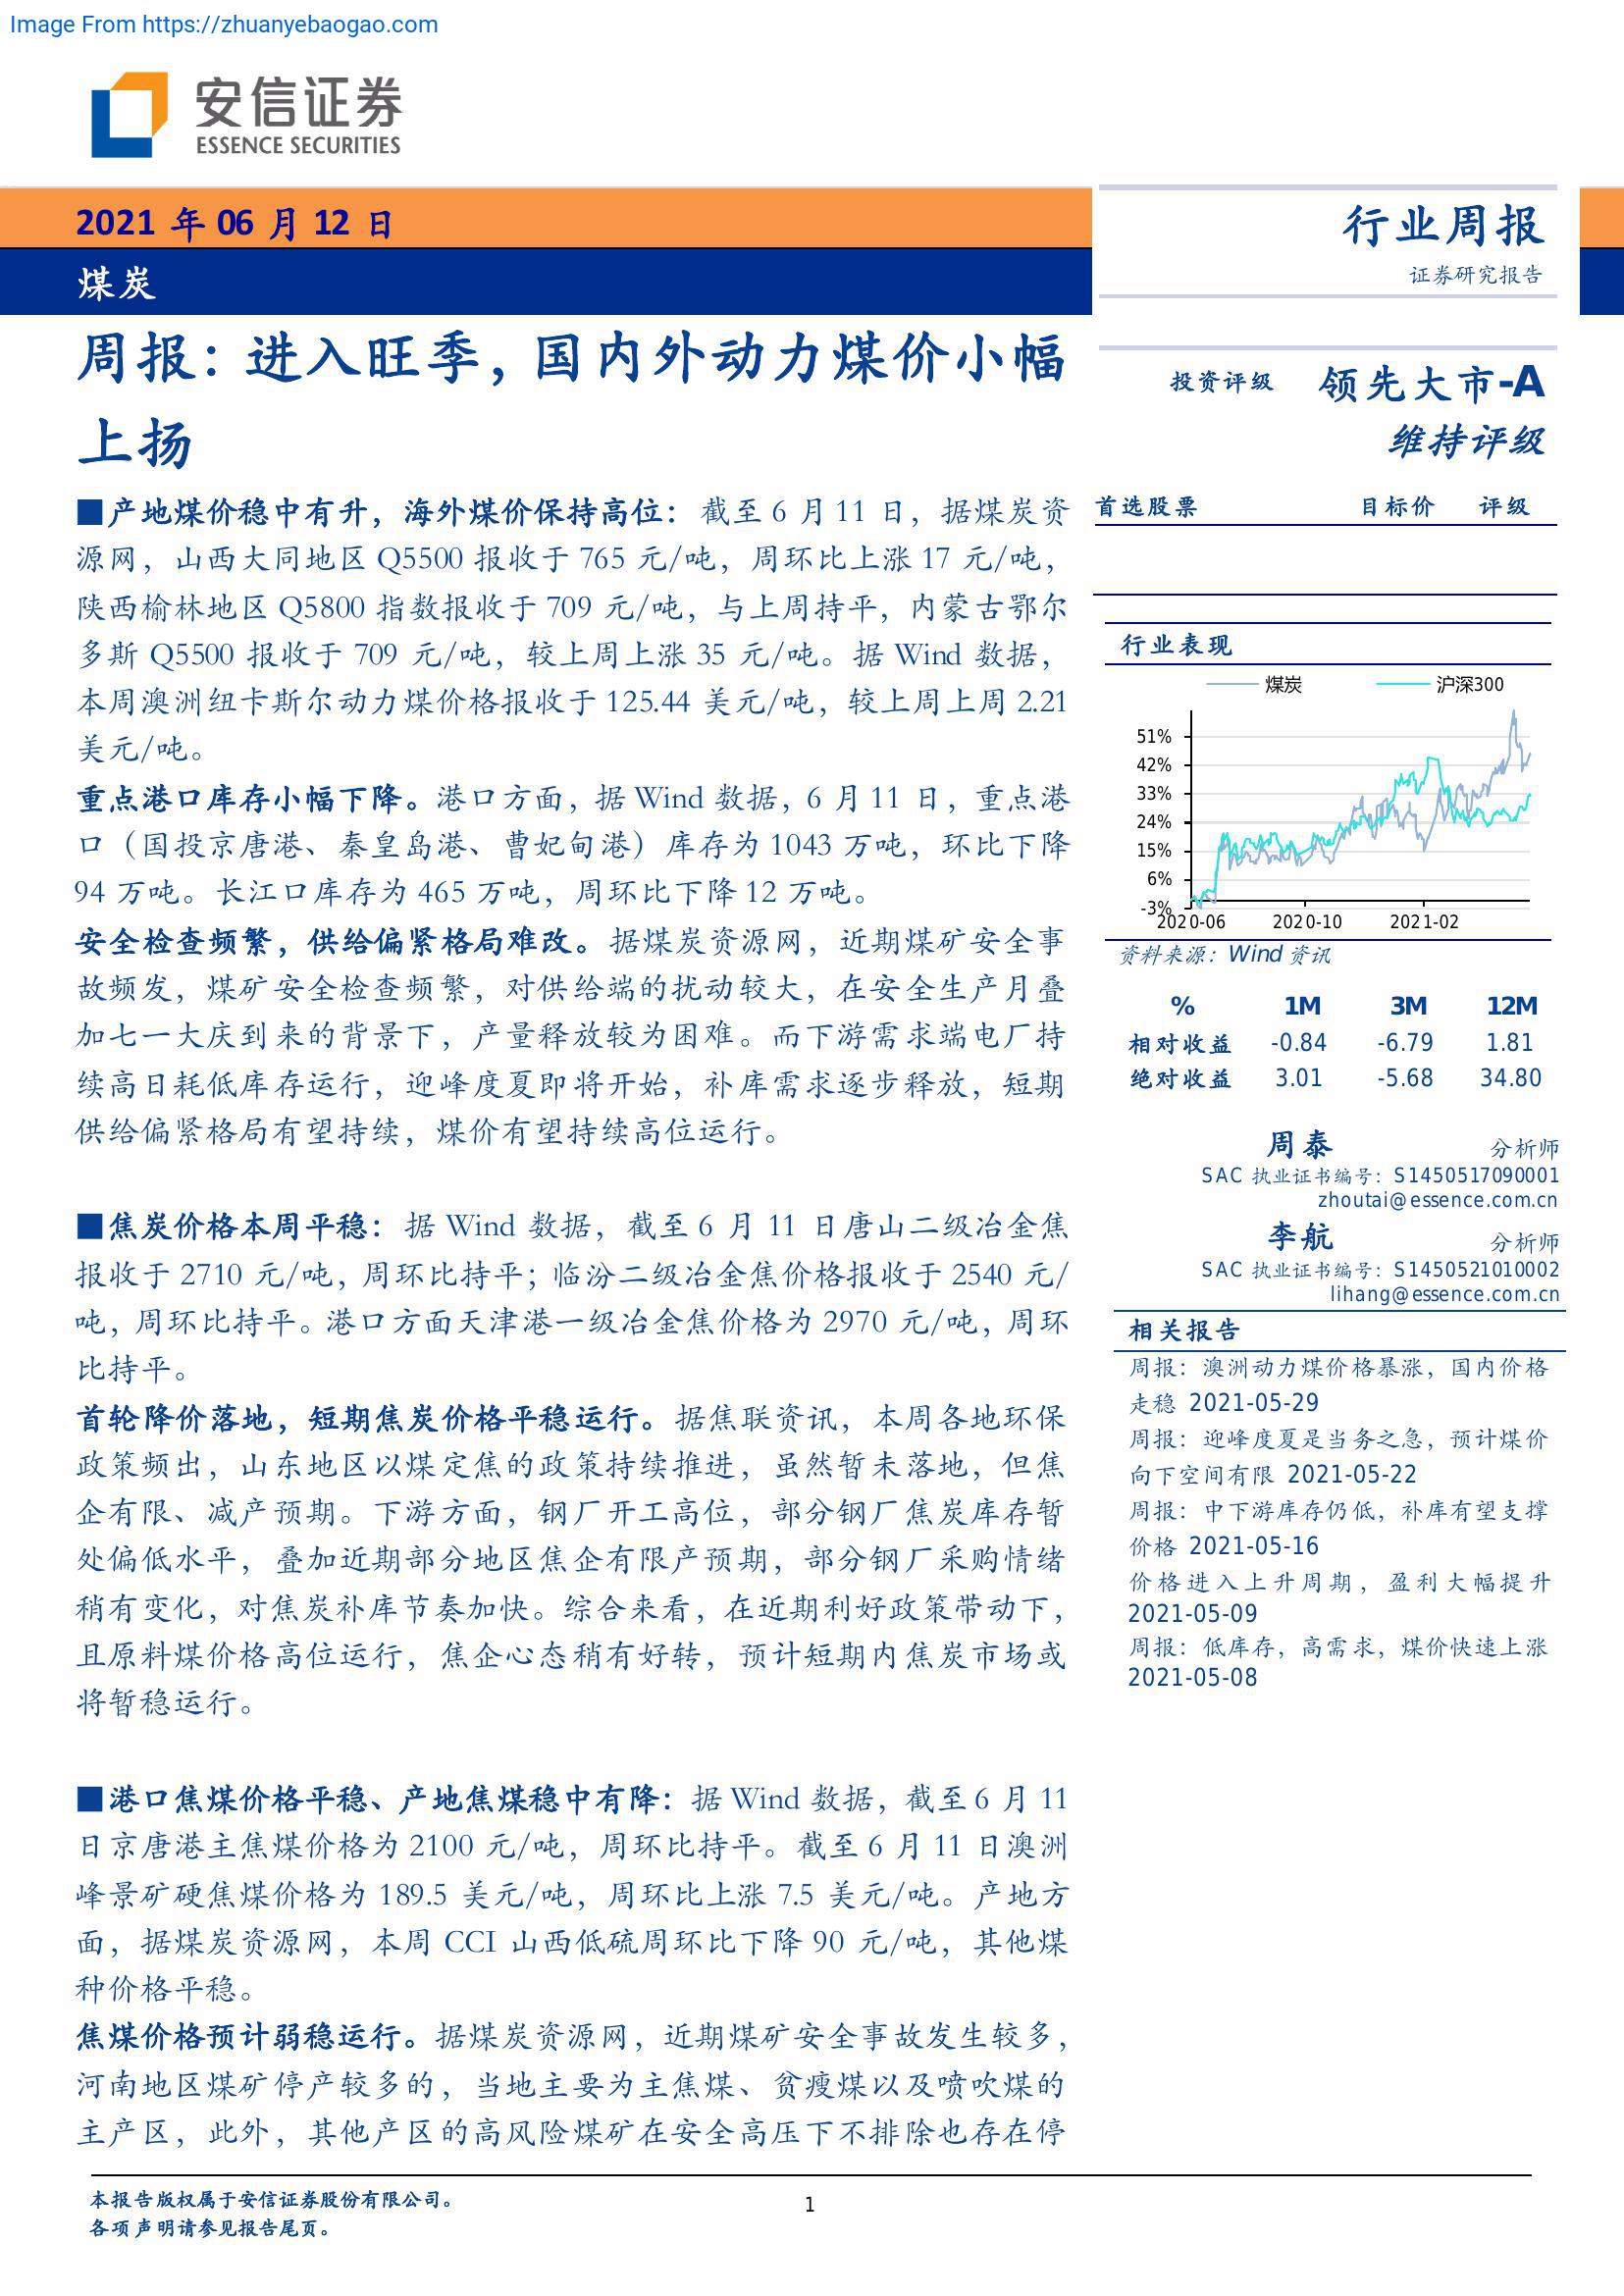 Image From https://zhuanyebaogao.com
安信证券
ESSENCE SECURITIES
2021 年 06 月 12 日
煤炭
周报：进入旺季，国内外动力煤价小幅
上扬
■产地煤价稳中有升，海外煤价保持高位：截至 6 月 11 日，据煤炭资
源网，山西大同地区 Q5500 报收于 765 元/吨，周环比上涨 17 元/吨，
陕西榆林地区 Q5800 指数报收于 709 元/吨，与上周持平，内蒙古鄂尔
多斯 Q5500 报收于 709 元/吨，较上周上涨 35 元/吨。据 Wind 数据，
本周澳洲纽卡斯尔动力煤价格报收于 125.44 美元/吨，较上周上周 2.21
美元/吨。
重点港口库存小幅下降。港口方面，据 Wind 数据，6 月 11 日，重点港
口（国投京唐港、秦皇岛港、曹妃甸港）库存为 1043 万吨，环比下降
94 万吨。长江口库存为 465 万吨，周环比下降 12 万吨。
安全检查频繁，供给偏紧格局难改。据煤炭资源网，近期煤矿安全事
故频发，煤矿安全检查频繁，对供给端的扰动较大，在安全生产月叠
加七一大庆到来的背景下，产量释放较为困难。而下游需求端电厂持
续高日耗低库存运行，迎峰度夏即将开始，补库需求逐步释放，短期
供给偏紧格局有望持续，煤价有望持续高位运行。
■焦炭价格本周平稳：据 Wind 数据，截至 6 月 11 日唐山二级冶金焦
报收于 2710 元/吨，周环比持平；临汾二级冶金焦价格报收于 2540 元/
吨，周环比持平。港口方面天津港一级冶金焦价格为 2970 元/吨，周环
比持平。
首轮降价落地，短期焦炭价格平稳运行。据焦联资讯，本周各地环保
政策频出，山东地区以煤定焦的政策持续推进，虽然暂未落地，但焦
企有限、减产预期。下游方面，钢厂开工高位，部分钢厂焦炭库存暂
处偏低水平，叠加近期部分地区焦企有限产预期，部分钢厂采购情绪
稍有变化，对焦炭补库节奏加快。综合来看，在近期利好政策带动下，
且原料煤价格高位运行，焦企心态稍有好转，预计短期内焦炭市场或
将暂稳运行。
■港口焦煤价格平稳、产地焦煤稳中有降：据 Wind 数据，截至 6 月 11
日京唐港主焦煤价格为 2100 元/吨，周环比持平。截至 6 月 11 日澳洲
峰景矿硬焦煤价格为 189.5 美元/吨，周环比上涨 7.5 美元/吨。产地方
面，据煤炭资源网，本周 CCI 山西低硫周环比下降 90 元/吨，其他煤
种价格平稳。
焦煤价格预计弱稳运行。据煤炭资源网，近期煤矿安全事故发生较多，
河南地区煤矿停产较多的，当地主要为主焦煤、贫瘦煤以及喷吹煤的
主产区，此外，其他产区的高风险煤矿在安全高压下不排除也存在停
行业周报
证券研究报告
投资评级 领先大市-A
维持评级
首选股票 目标价 评级
行业表现
煤炭 沪深300
51%
42%
33%
24%
15%
6%
-3%
2020-06 2020-10 2021-02
资料来源：Wind 资讯
% 1M 3M 12M
相对收益 -0.84 -6.79 1.81
绝对收益 3.01 -5.68 34.80
周泰 分析师
SAC 执业证书编号：S1450517090001
zhoutai@essence.com.cn
李航 分析师
SAC 执业证书编号：S1450521010002
lihang@essence.com.cn
相关报告
周报：澳洲动力煤价格暴涨，国内价格
走稳 2021-05-29
周报：迎峰度夏是当务之急，预计煤价
向下空间有限 2021-05-22
周报：中下游库存仍低，补库有望支撑
价格 2021-05-16
价格进入上升周期，盈利大幅提升
2021-05-09
周报：低库存，高需求，煤价快速上涨
2021-05-08
本报告版权属于安信证券股份有限公司。
各项声明请参见报告尾页。
1